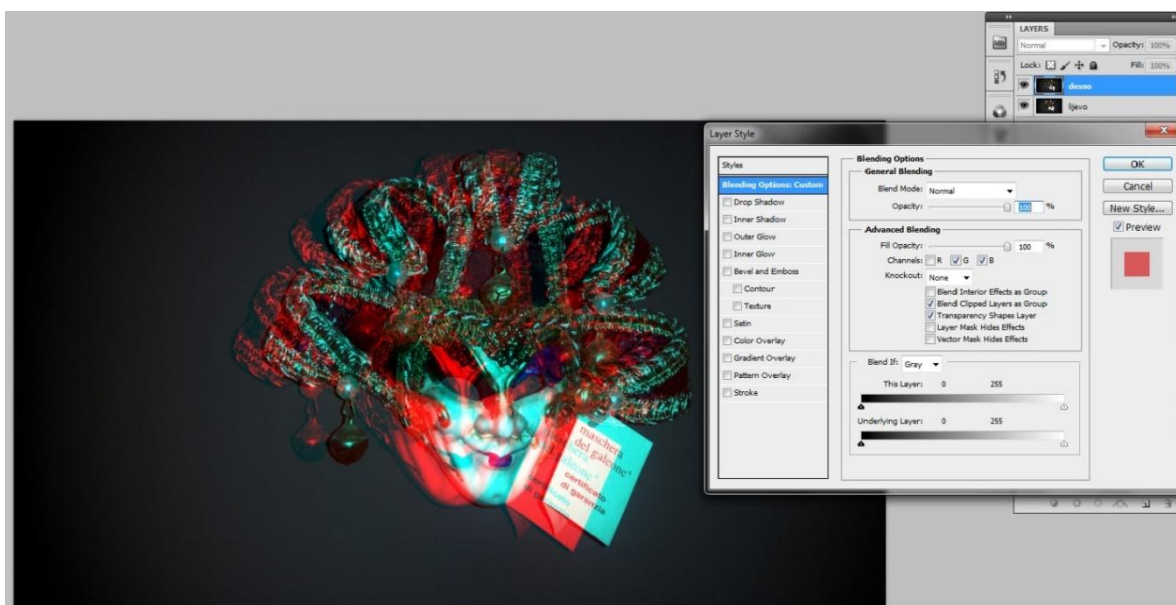 LAYERS
Normal
Opacity: 100%
Lock:
Fill: 100%
desno
lijevo
Layer Style
Styles
Blending Options: Custom
Drop Shadow
Inner Shadow
Outer Glow
Inner Glow
Bevel and Emboss
Contour
Texture
Satin
Color Overlay
Gradient Overlay
Pattern Overlay
Stroke
Blending Options
General Blending
Blend Mode: Normal
Opacity: 100 %
Advanced Blending
Fill Opacity: 100 %
Channels: R G B
Knockout: None
Blend Interior Effects as Group
Blend Clipped Layers as Group
Transparency Shapes Layer
Layer Mask Hides Effects
Vector Mask Hides Effects
Blend If: Gray
This Layer: 0 255
Underlying Layer: 0 255
OK
Cancel
New Style...
Preview
maschera
del galeone
certificato
di garanzia